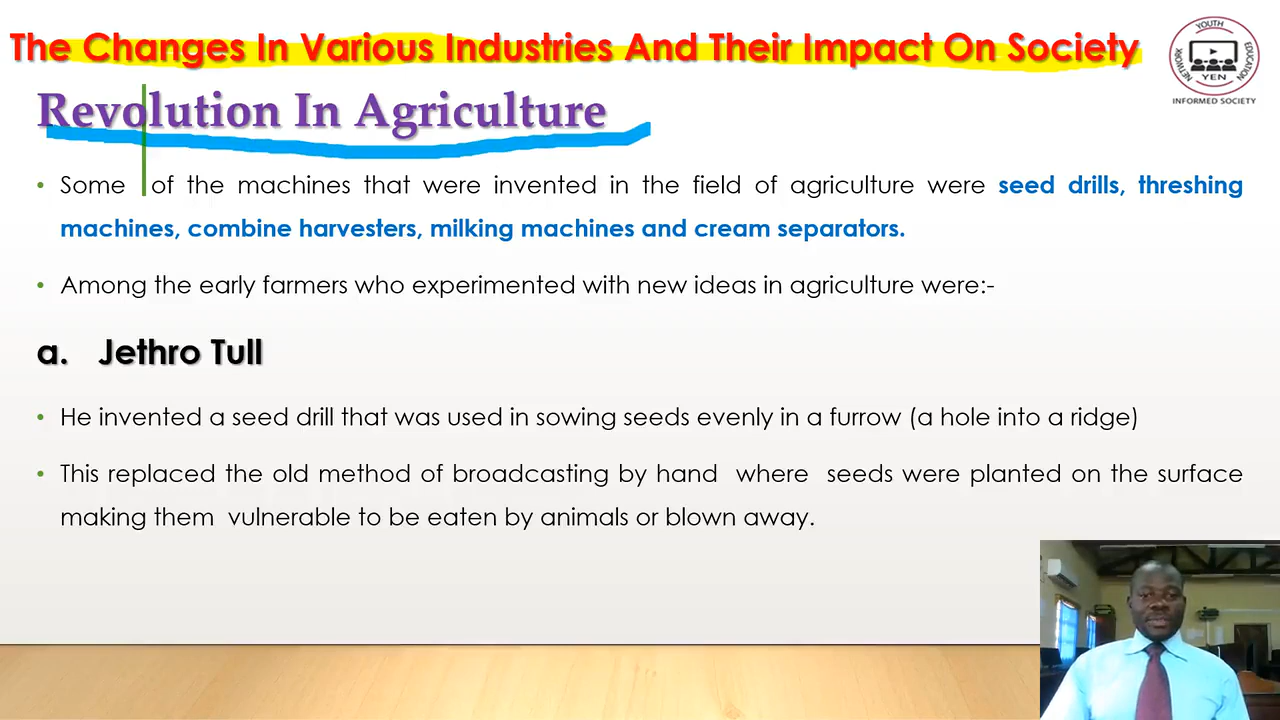 The Changes In Various Industries And Their Impact On Society
YOUTH EDUCATION NETWORK
YEN
INFORMED SOCIETY
Revolution In Agriculture
• Some of the machines that were invented in the field of agriculture were seed drills, threshing
machines, combine harvesters, milking machines and cream separators.
• Among the early farmers who experimented with new ideas in agriculture were:-
a. Jethro Tull
• He invented a seed drill that was used in sowing seeds evenly in a furrow (a hole into a ridge)
• This replaced the old method of broadcasting by hand where seeds were planted on the surface
making them vulnerable to be eaten by animals or blown away.